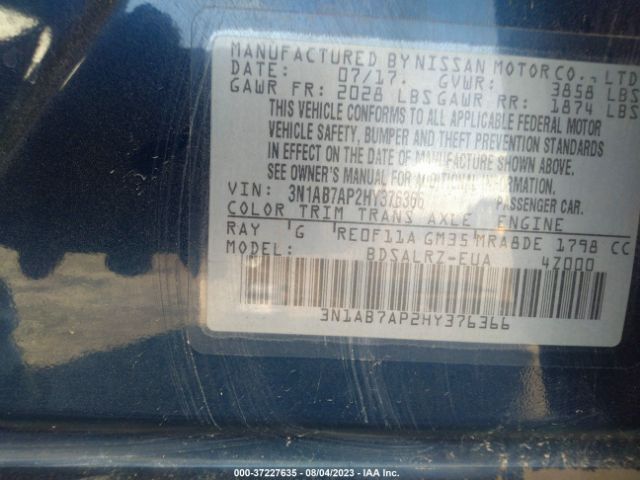 MANUFACTURED BY NISSAN MOTOR CO., LTD
DATE: 07/17 GVWR: 3858 LBS
GAWR FR: 2028 LBS GAWR RR: 1874 LBS
THIS VEHICLE CONFORMS TO ALL APPLICABLE FEDERAL MOTOR
VEHICLE SAFETY, BUMPER AND THEFT PREVENTION STANDARDS
IN EFFECT ON THE DATE OF MANUFACTURE SHOWN ABOVE.
SEE OWNER'S MANUAL FOR ADDITIONAL INFORMATION.
VIN: 3N1AB7AP2HY376366 PASSENGER CAR.
COLOR TRIM TRANS AXLE ENGINE
RAY G RE0F11A GM35 MRA8DE 1798 CC
MODEL: BDSALRZ-EUA 47000
3N1AB7AP2HY376366
000-37227635 - 08/04/2023 - IAA Inc.